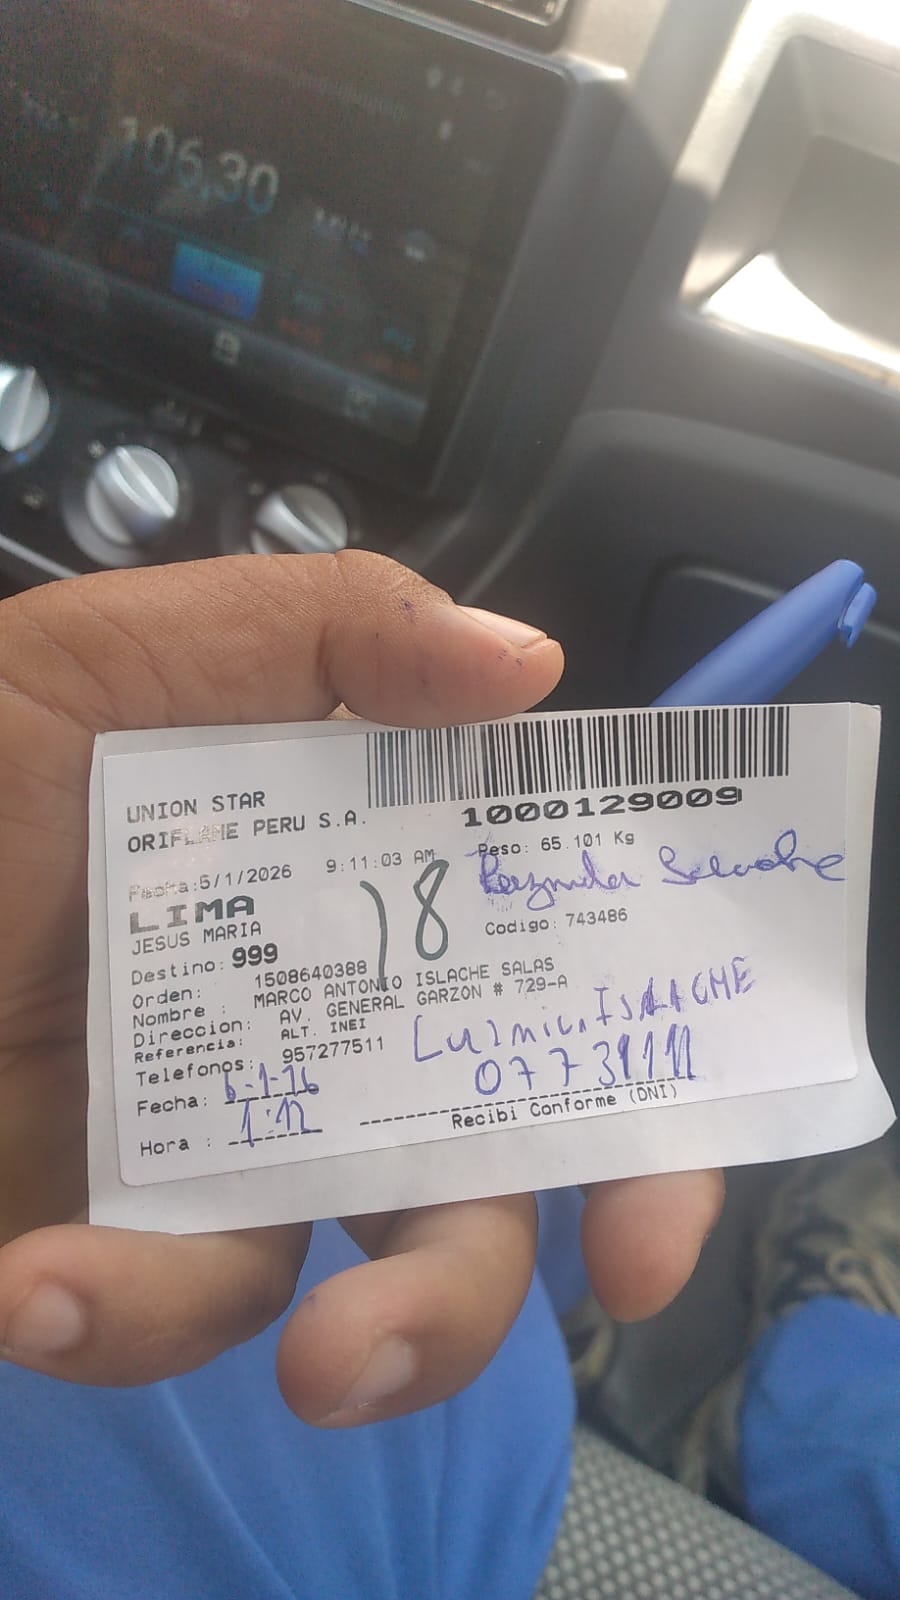 106,30
1000129009
UNION STAR
ORIFLAME PERU S.A.
Peso: 65.101 Kg
Fecha:5/1/2026 9:11:03 AM
18
LIMA
JESUS MARIA
Codigo: 743486
Destino: 999
Orden: 1508640388
Nombre : MARCO ANTONIO ISLACHE SALAS
Direccion: AV. GENERAL GARZON # 729-A
Referencia: ALT. INEI
Telefonos: 957277511
ISLACHE
Fecha: 6-1-26
Hora : 1:12
Recibi Conforme (DNI)